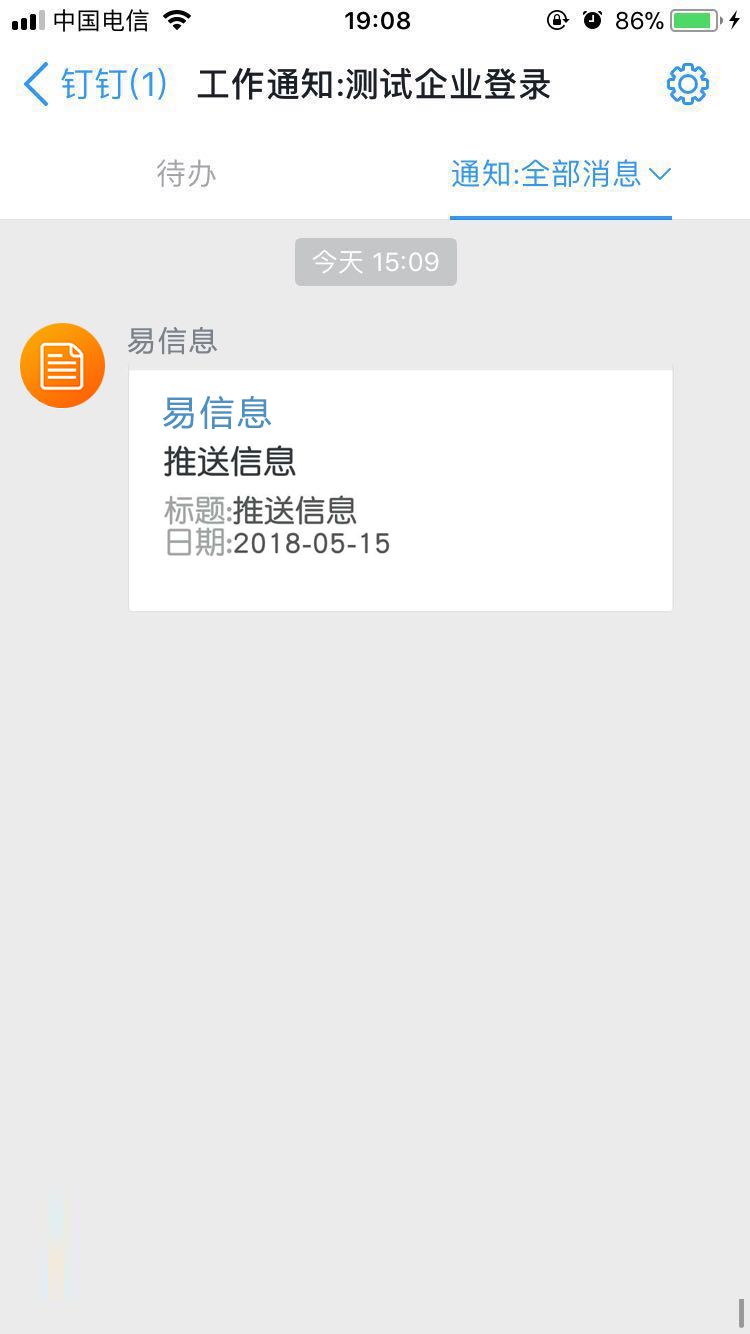 中国电信 19:08 86%
钉钉(1) 工作通知:测试企业登录
待办 通知:全部消息
今天 15:09
易信息
易信息
推送信息
标题:推送信息
日期:2018-05-15